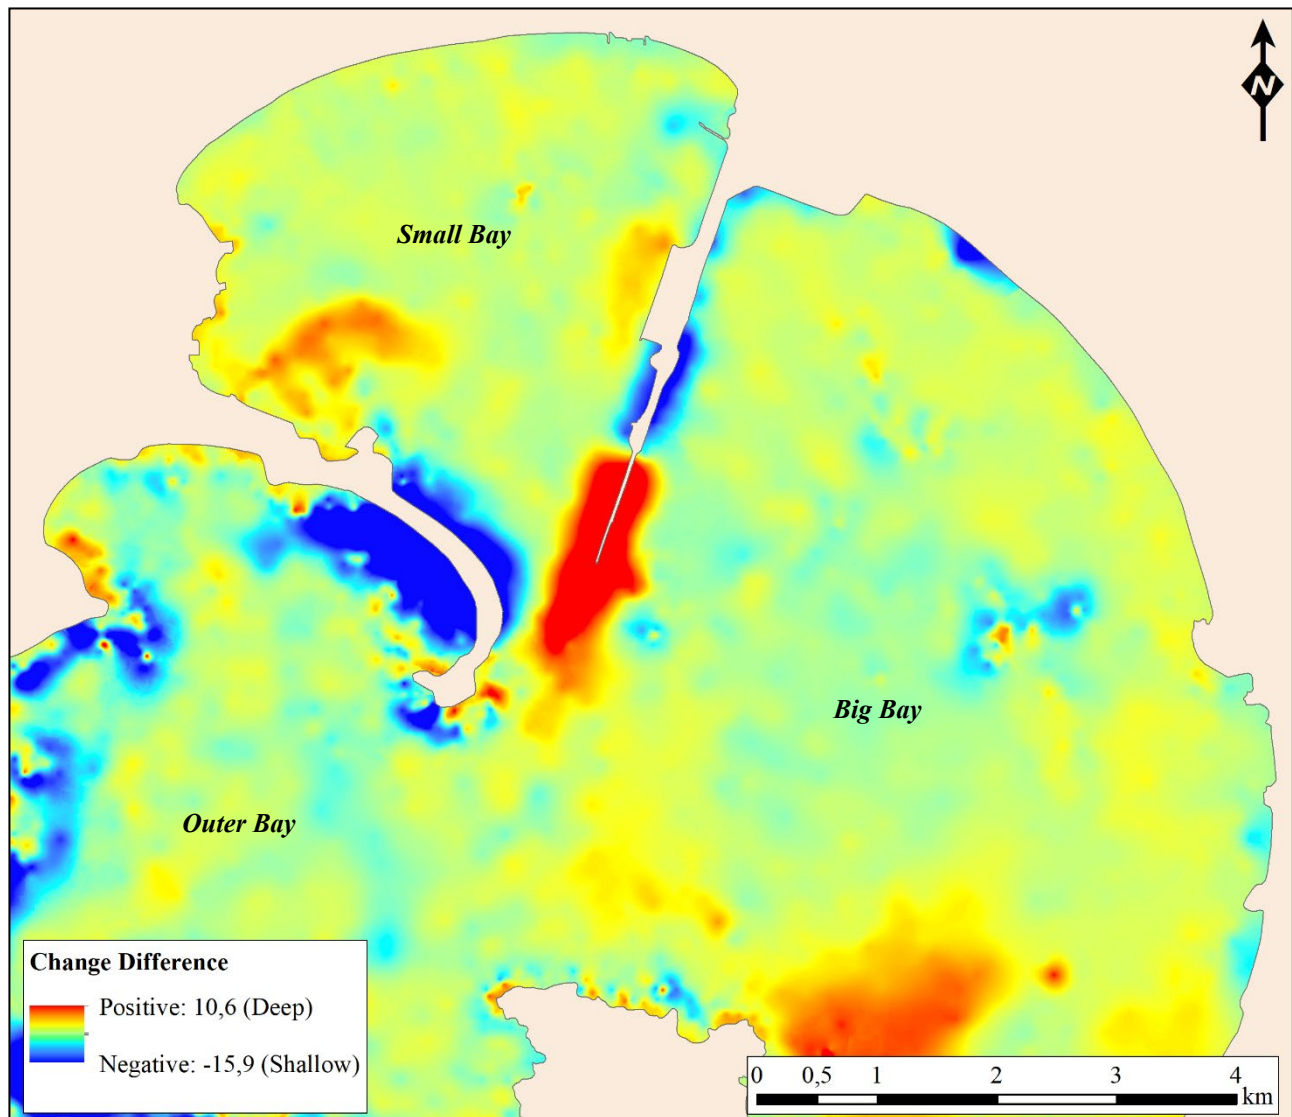 N
Small Bay
Big Bay
Outer Bay
Change Difference
Positive: 10,6 (Deep)
Negative: -15,9 (Shallow)
0 0,5 1 2 3 4
km